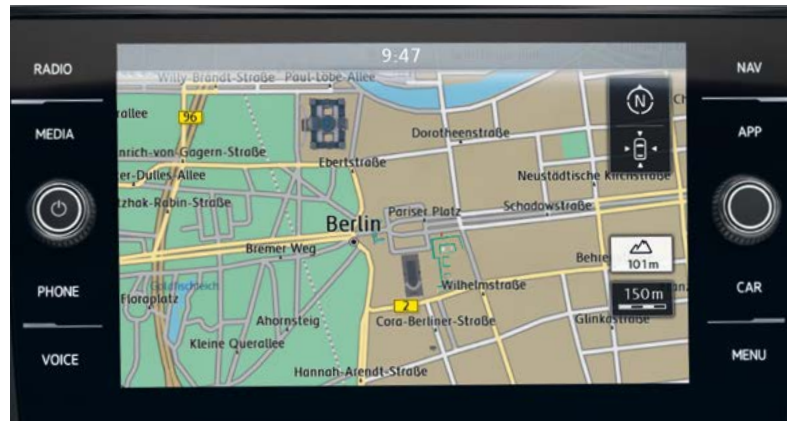 9:47
RADIO
NAV
Willy-Brandt-Straße
Paul-Löbe-Allee
96
MEDIA
APP
Dorotheenstraße
Ebertstraße
Neustädtische Kirchstraße
Schadowstraße
Pariser Platz
Berlin
Bremer Weg
101m
PHONE
CAR
Wilhelmstraße
150m
Floraplatz
2
Ahornsteig
Cora-Berliner-Straße
Kleine Querallee
VOICE
MENU
Hannah-Arendt-Straße
N